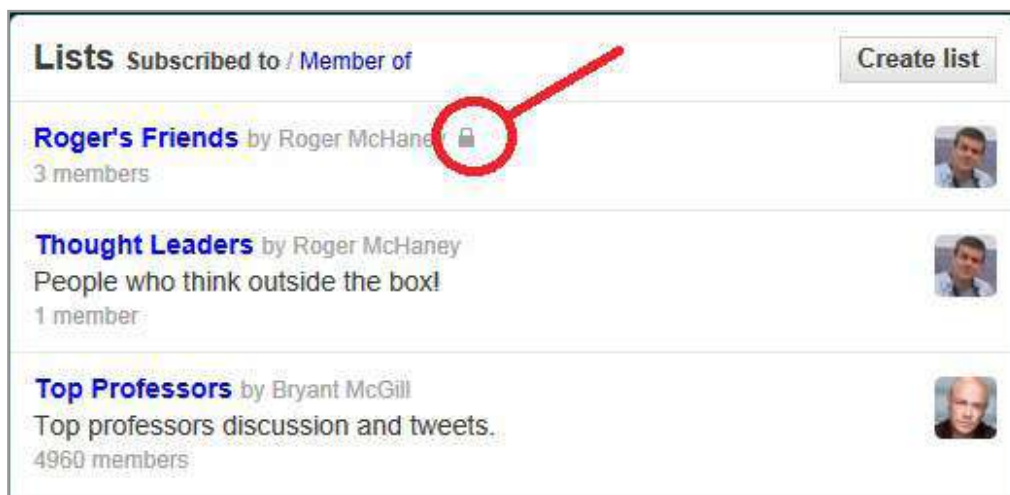 Lists Subscribed to / Member of
Create list
Roger's Friends by Roger McHaney
3 members
Thought Leaders by Roger McHaney
People who think outside the box!
1 member
Top Professors by Bryant McGill
Top professors discussion and tweets.
4960 members